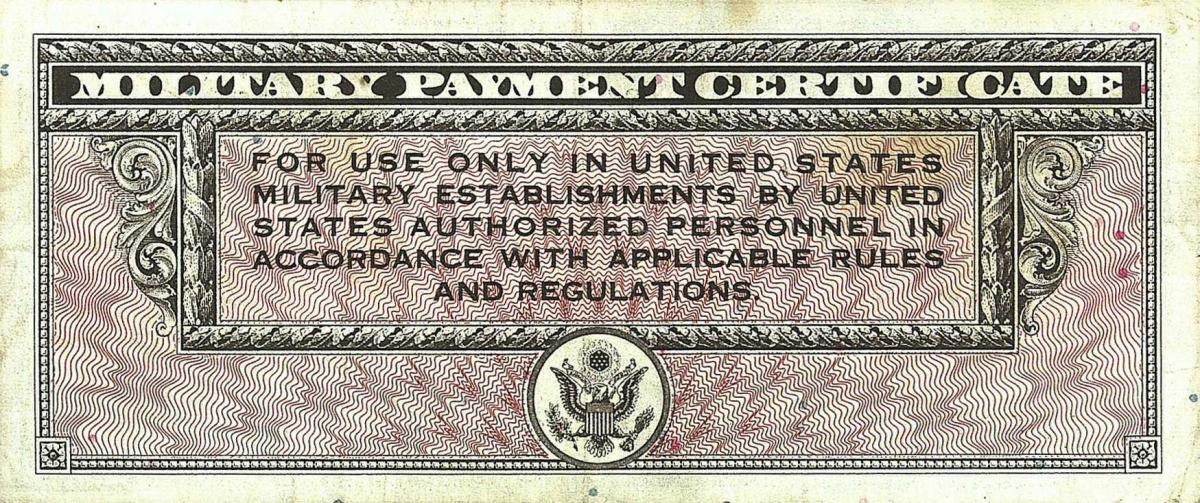 MILITARY PAYMENT CERTIFICATE
FOR USE ONLY IN UNITED STATES
MILITARY ESTABLISHMENTS BY UNITED
STATES AUTHORIZED PERSONNEL IN
ACCORDANCE WITH APPLICABLE RULES
AND REGULATIONS.